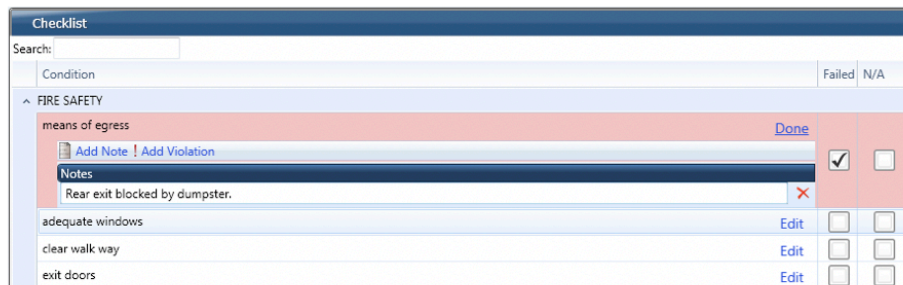 Checklist
Search:
Condition Failed N/A
FIRE SAFETY
means of egress Done
Add Note ! Add Violation
Notes
Rear exit blocked by dumpster.
adequate windows Edit
clear walk way Edit
exit doors Edit